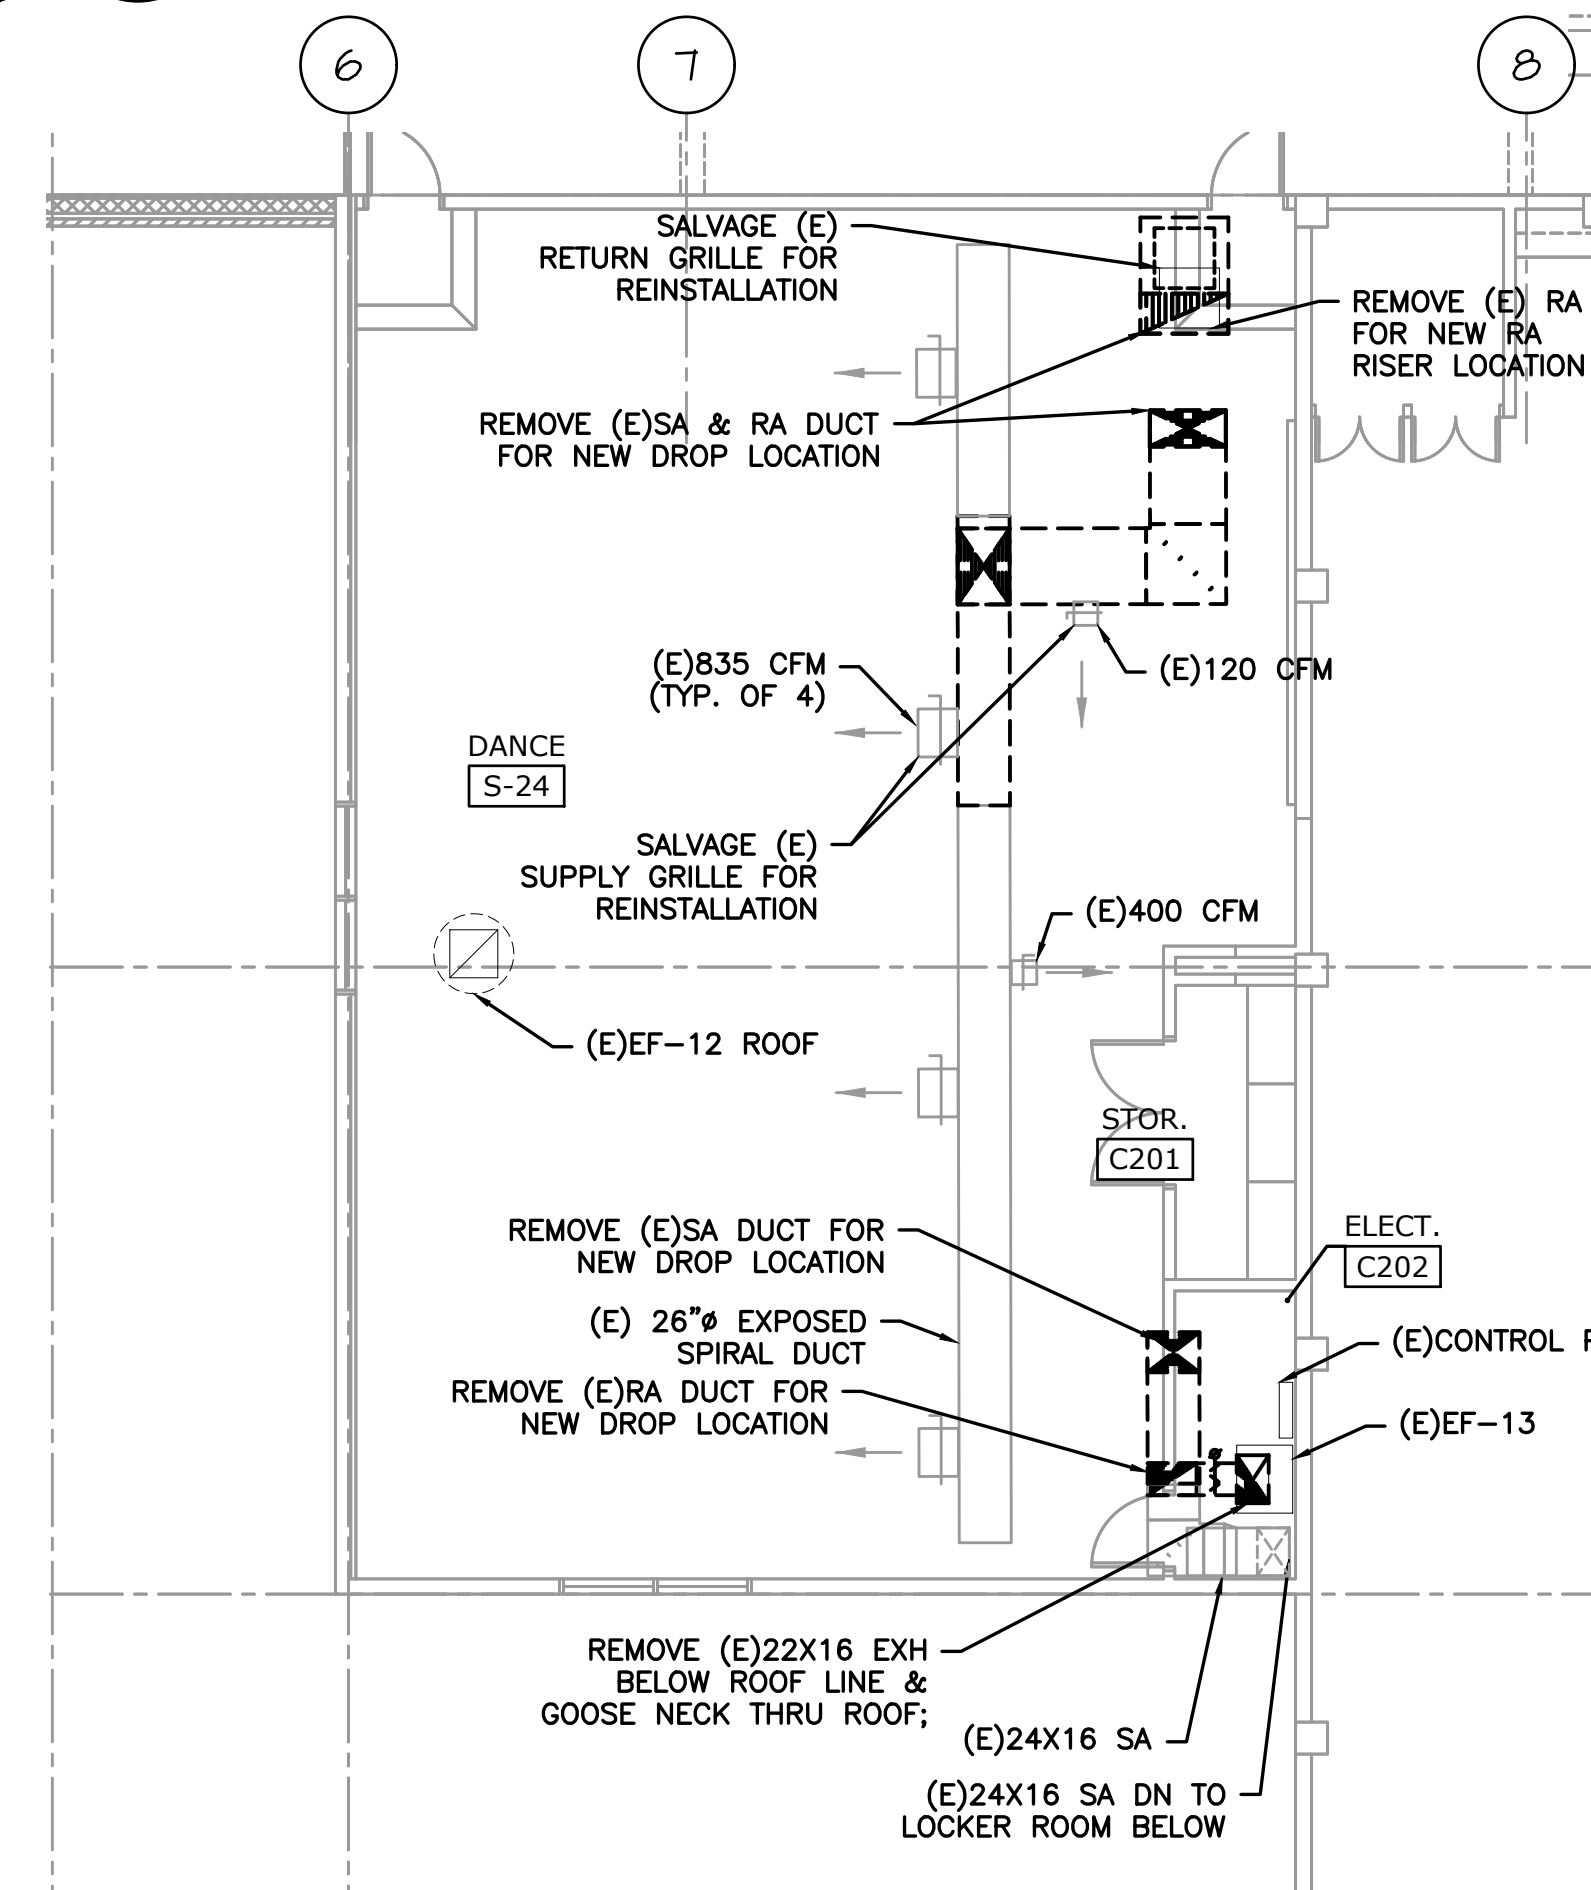 6
7
8
SALVAGE (E)
RETURN GRILLE FOR
REINSTALLATION
REMOVE (E) RA
FOR NEW RA
RISER LOCATION
REMOVE (E)SA & RA DUCT
FOR NEW DROP LOCATION
(E)835 CFM
(TYP. OF 4)
(E)120 CFM
DANCE
S-24
SALVAGE (E)
SUPPLY GRILLE FOR
REINSTALLATION
(E)400 CFM
(E)EF-12 ROOF
STOR.
C201
REMOVE (E)SA DUCT FOR
NEW DROP LOCATION
ELECT.
C202
(E) 26"ø EXPOSED
SPIRAL DUCT
(E)CONTROL
REMOVE (E)RA DUCT FOR
NEW DROP LOCATION
(E)EF-13
REMOVE (E)22X16 EXH
BELOW ROOF LINE &
GOOSE NECK THRU ROOF;
(E)24X16 SA
(E)24X16 SA DN TO
LOCKER ROOM BELOW